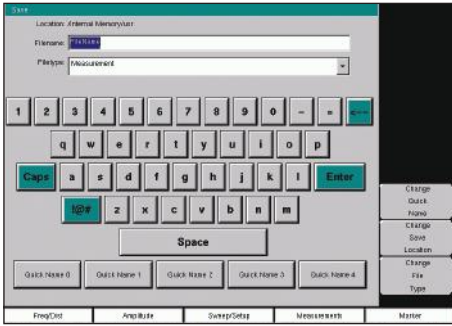 Save
Location: /Internal Memory/usr
Filename: FileName
Filetype: Measurement
1 2 3 4 5 6 7 8 9 0 - = <--
q w e r t y u i o p
Caps a s d f g h j k l Enter
!@# z x c v b n m
Space
Quick Name 0 Quick Name 1 Quick Name 2 Quick Name 3 Quick Name 4
Change
Quick
Name
Change
Save
Location
Change
File
Type
Freq/Dist Amplitude Sweep/Setup Measurements Marker